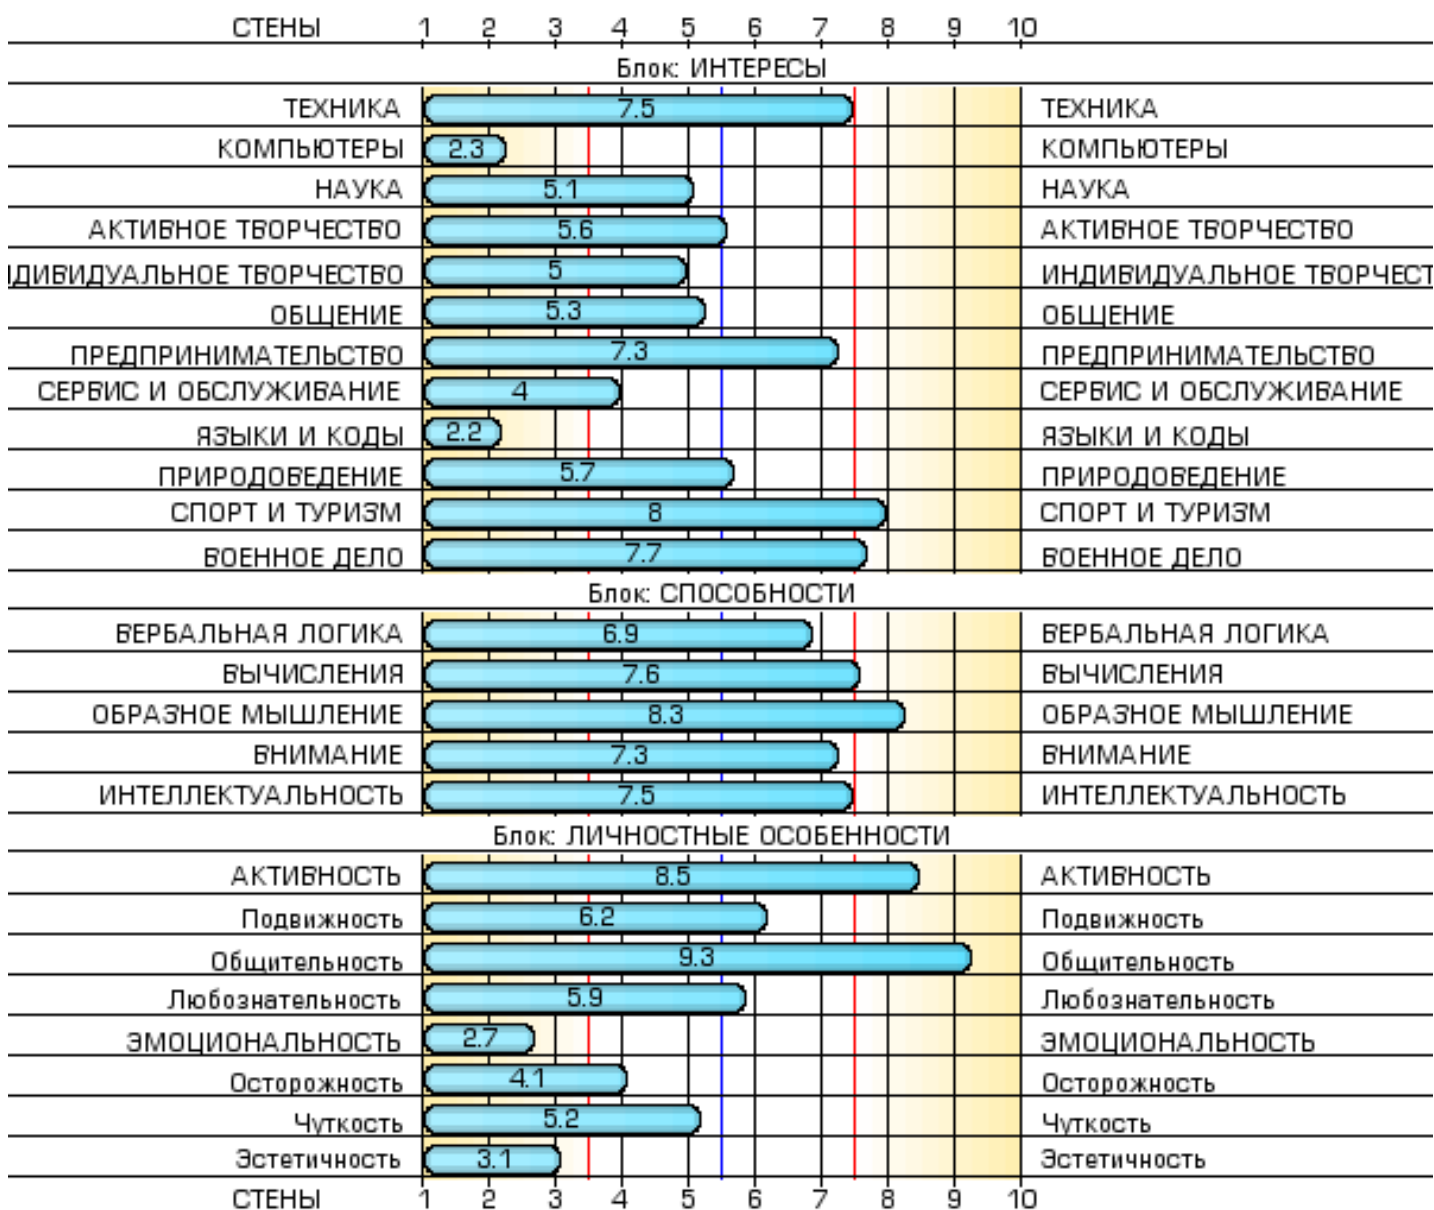 СТЕНЫ 1 2 3 4 5 6 7 8 9 10
Блок: ИНТЕРЕСЫ
ТЕХНИКА 7.5 ТЕХНИКА
КОМПЬЮТЕРЫ 2.3 КОМПЬЮТЕРЫ
НАУКА 5.1 НАУКА
АКТИВНОЕ ТВОРЧЕСТВО 5.6 АКТИВНОЕ ТВОРЧЕСТВО
ДИВИДУАЛЬНОЕ ТВОРЧЕСТВО 5 ИНДИВИДУАЛЬНОЕ ТВОРЧЕСТ
ОБЩЕНИЕ 5.3 ОБЩЕНИЕ
ПРЕДПРИНИМАТЕЛЬСТВО 7.3 ПРЕДПРИНИМАТЕЛЬСТВО
СЕРВИС И ОБСЛУЖИВАНИЕ 4 СЕРВИС И ОБСЛУЖИВАНИЕ
ЯЗЫКИ И КОДЫ 2.2 ЯЗЫКИ И КОДЫ
ПРИРОДОВЕДЕНИЕ 5.7 ПРИРОДОВЕДЕНИЕ
СПОРТ И ТУРИЗМ 8 СПОРТ И ТУРИЗМ
ВОЕННОЕ ДЕЛО 7.7 ВОЕННОЕ ДЕЛО
Блок: СПОСОБНОСТИ
ВЕРБАЛЬНАЯ ЛОГИКА 6.9 ВЕРБАЛЬНАЯ ЛОГИКА
ВЫЧИСЛЕНИЯ 7.6 ВЫЧИСЛЕНИЯ
ОБРАЗНОЕ МЫШЛЕНИЕ 8.3 ОБРАЗНОЕ МЫШЛЕНИЕ
ВНИМАНИЕ 7.3 ВНИМАНИЕ
ИНТЕЛЛЕКТУАЛЬНОСТЬ 7.5 ИНТЕЛЛЕКТУАЛЬНОСТЬ
Блок: ЛИЧНОСТНЫЕ ОСОБЕННОСТИ
АКТИВНОСТЬ 8.5 АКТИВНОСТЬ
Подвижность 6.2 Подвижность
Общительность 9.3 Общительность
Любознательность 5.9 Любознательность
ЭМОЦИОНАЛЬНОСТЬ 2.7 ЭМОЦИОНАЛЬНОСТЬ
Осторожность 4.1 Осторожность
Чуткость 5.2 Чуткость
Эстетичность 3.1 Эстетичность
СТЕНЫ 1 2 3 4 5 6 7 8 9 10